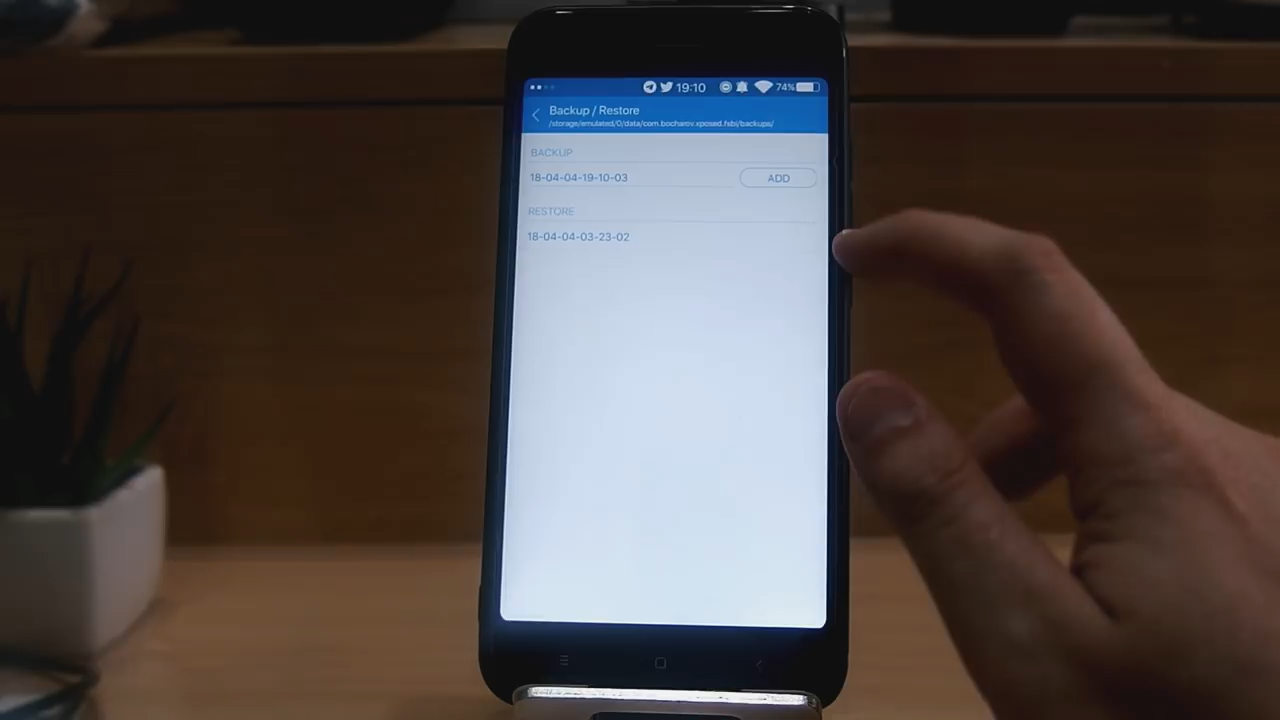 19:10 74%
Backup / Restore
/storage/emulated/0/data/com.bocharov.xposed.fsbi/backups/
BACKUP
18-04-04-19-10-03 ADD
RESTORE
18-04-04-03-23-02